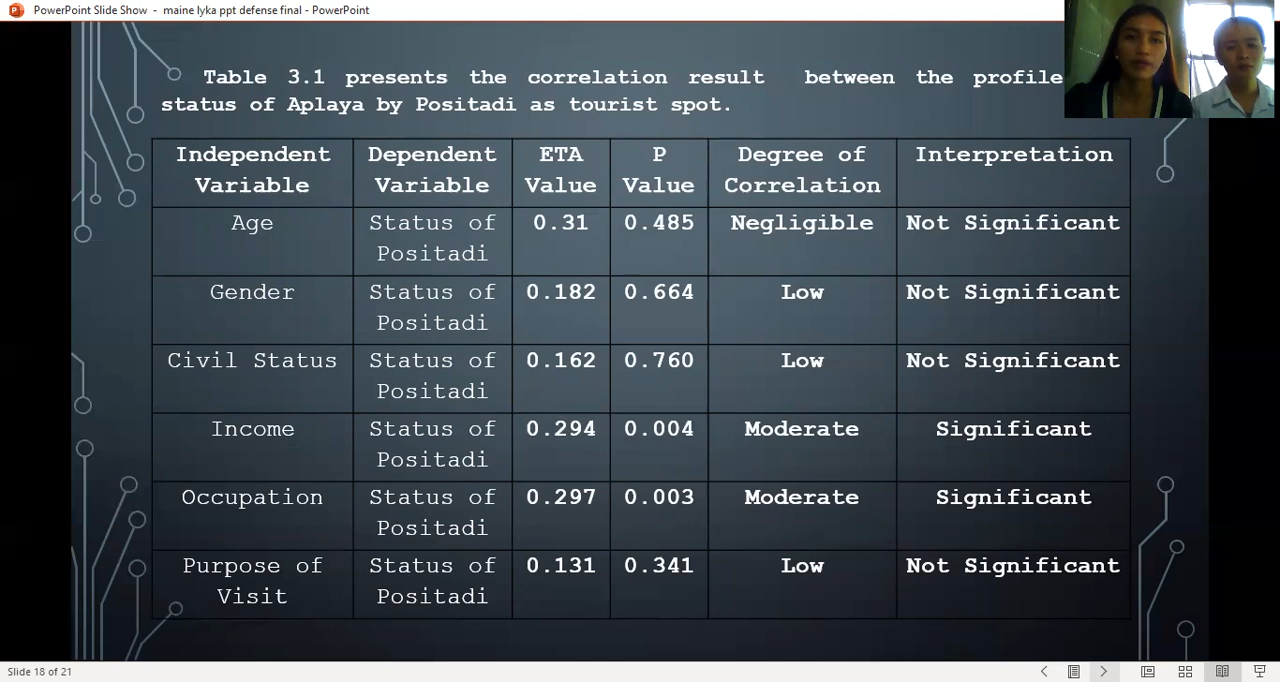 PowerPoint Slide Show - maine lyka ppt defense final - PowerPoint
Table 3.1 presents the correlation result between the profile
status of Aplaya by Positadi as tourist spot.
Independent Variable | Dependent Variable | ETA Value | P Value | Degree of Correlation | Interpretation
Age | Status of Positadi | 0.31 | 0.485 | Negligible | Not Significant
Gender | Status of Positadi | 0.182 | 0.664 | Low | Not Significant
Civil Status | Status of Positadi | 0.162 | 0.760 | Low | Not Significant
Income | Status of Positadi | 0.294 | 0.004 | Moderate | Significant
Occupation | Status of Positadi | 0.297 | 0.003 | Moderate | Significant
Purpose of Visit | Status of Positadi | 0.131 | 0.341 | Low | Not Significant
Slide 18 of 21